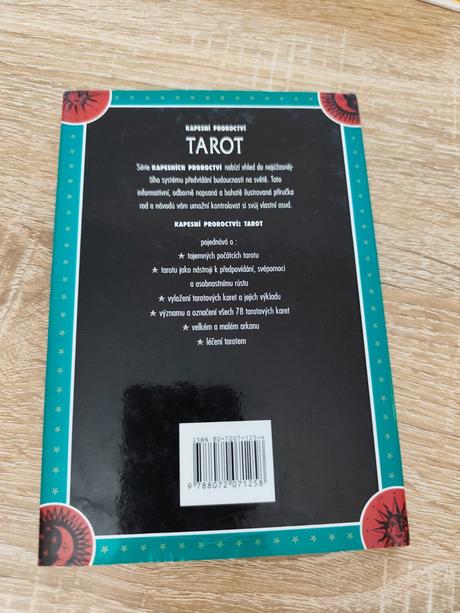 KAPESNÍ PROROCTVÍ
TAROT
Série KAPESNÍCH PROROCTVÍ nabízí vhled do nejúžasněj-
šího systému předvídání budoucnosti na světě. Tato
informativní, odborně napsaná a bohatě ilustrovaná příručka
rad a návodů vám umožní kontrolovat si svůj vlastní osud.
KAPESNÍ PROROCTVÍ: TAROT
pojednává o :
★ tajemných počátcích tarotu
★ tarotu jako nástroji k předpovídání, svépomoci
a osobnostnímu růstu
★ vyložení tarotových karet a jejich výkladu
★ významu a označení všech 78 tarotových karet
★ velkém a malém arkanu
★ léčení tarotem
ISBN 80-7207-125-4
9 788072 071258